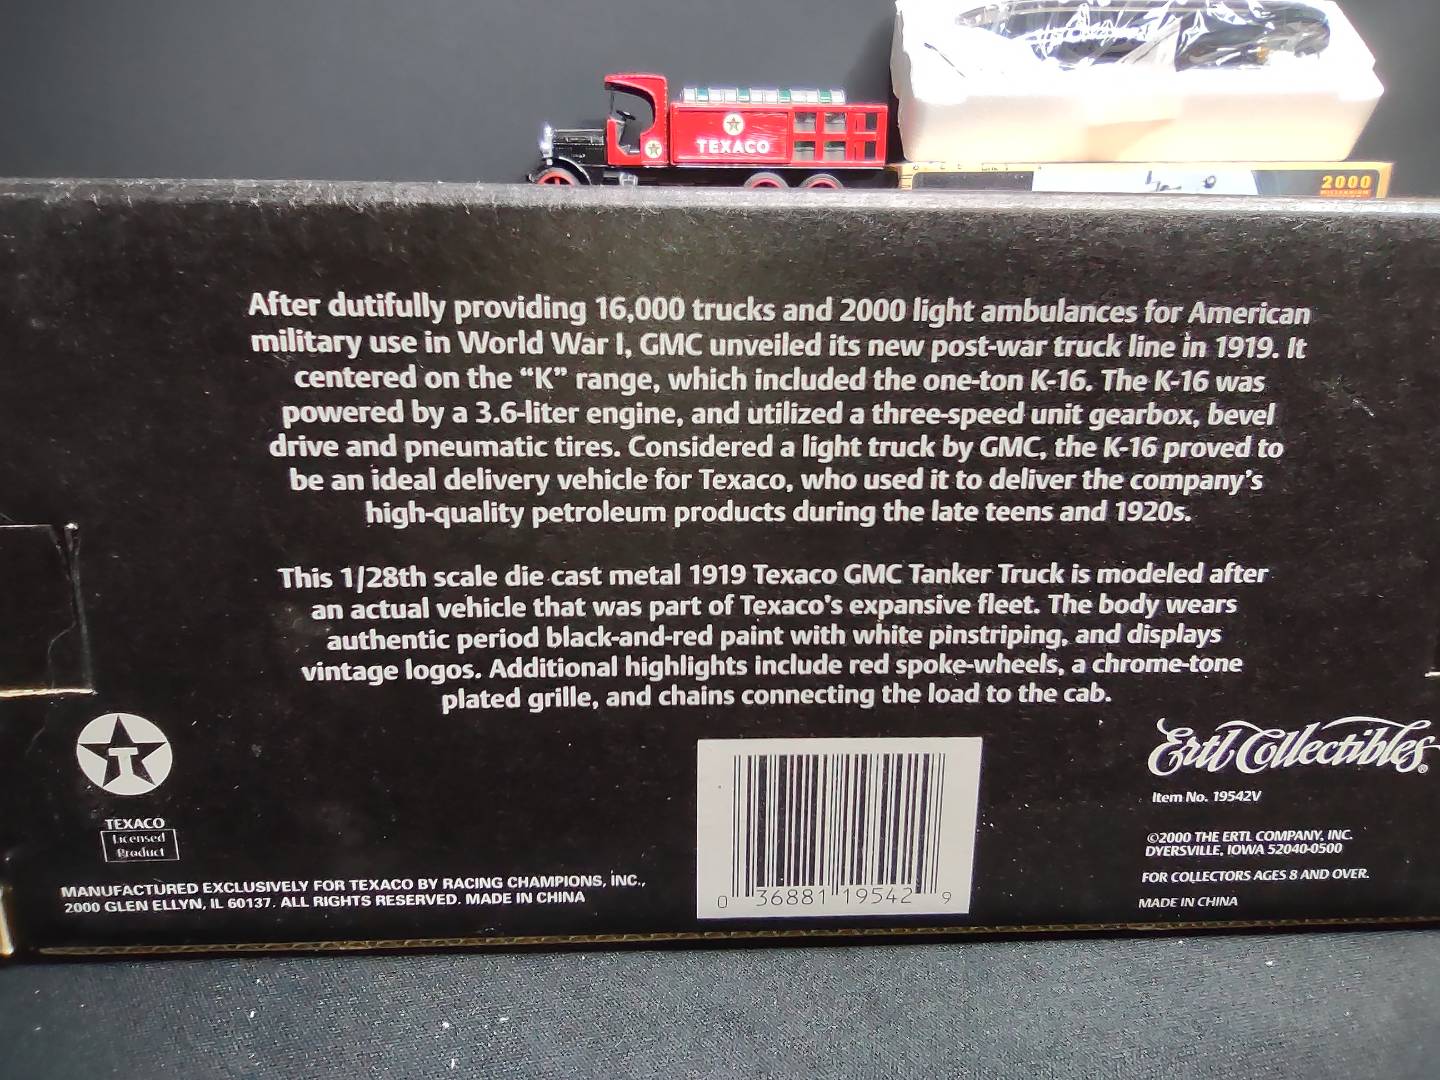 TEXACO
2000
After dutifully providing 16,000 trucks and 2000 light ambulances for American
military use in World War I, GMC unveiled its new post-war truck line in 1919. It
centered on the “K” range, which included the one-ton K-16. The K-16 was
powered by a 3.6-liter engine, and utilized a three-speed unit gearbox, bevel
drive and pneumatic tires. Considered a light truck by GMC, the K-16 proved to
be an ideal delivery vehicle for Texaco, who used it to deliver the company's
high-quality petroleum products during the late teens and 1920s.
This 1/28th scale die cast metal 1919 Texaco GMC Tanker Truck is modeled after
an actual vehicle that was part of Texaco's expansive fleet. The body wears
authentic period black-and-red paint with white pinstriping, and displays
vintage logos. Additional highlights include red spoke-wheels, a chrome-tone
plated grille, and chains connecting the load to the cab.
T
TEXACO
Licensed
Product
MANUFACTURED EXCLUSIVELY FOR TEXACO BY RACING CHAMPIONS, INC.,
2000 GLEN ELLYN, IL 60137. ALL RIGHTS RESERVED. MADE IN CHINA
0 36881 19542 9
Ertl Collectibles®
Item No. 19542V
©2000 THE ERTL COMPANY, INC.
DYERSVILLE, IOWA 52040-0500
FOR COLLECTORS AGES 8 AND OVER.
MADE IN CHINA